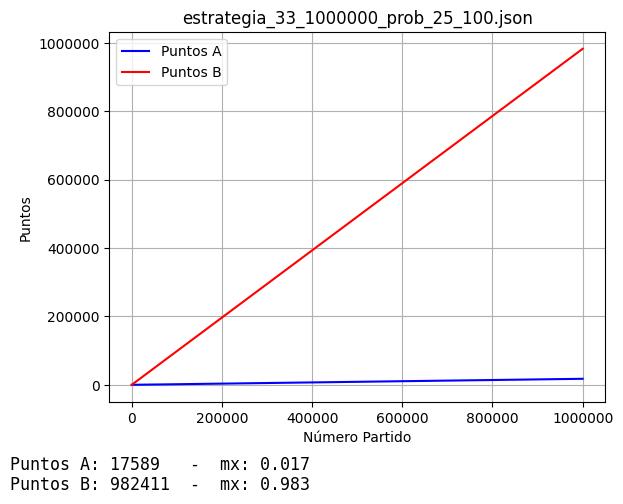 estrategia_33_1000000_prob_25_100.json
Puntos A
Puntos B
1000000
800000
600000
400000
200000
0
Puntos
0 200000 400000 600000 800000 1000000
Número Partido
Puntos A: 17589 - mx: 0.017
Puntos B: 982411 - mx: 0.983